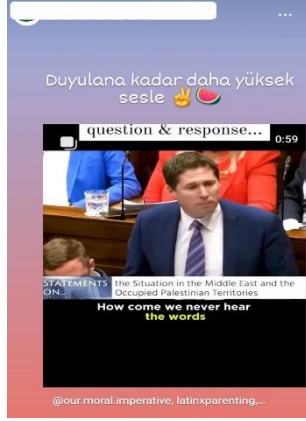 Duyulana kadar daha yüksek
sesle ✌️🍉
question & response...
0:59
STATEMENTS
ON...
the Situation in the Middle East and the
Occupied Palestinian Territories
How come we never hear
the words
@our.moral.imperative, latinxparenting,...